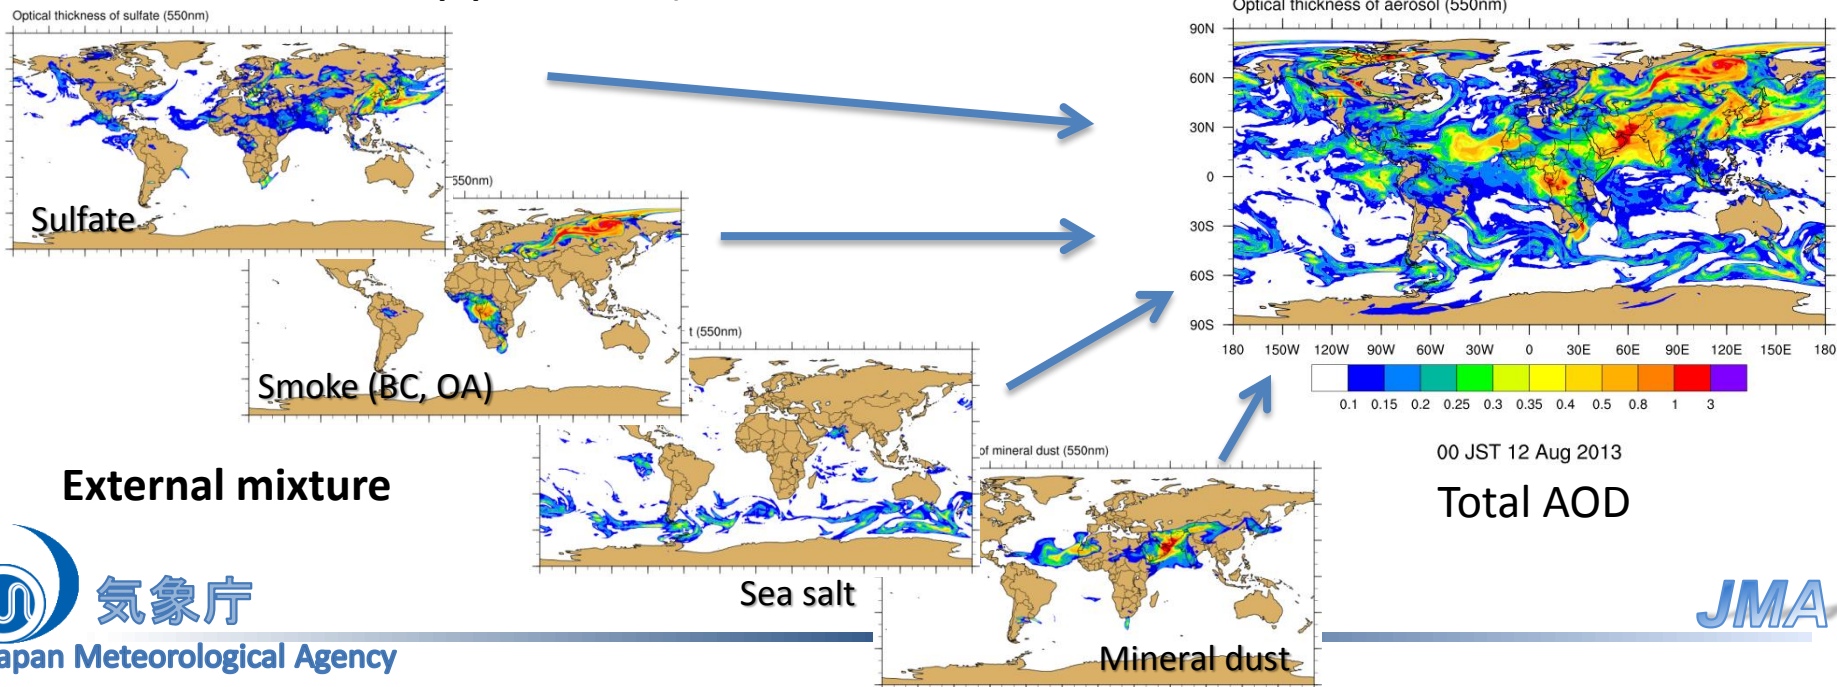 Optical thickness of sulfate (550nm)
Sulfate
550nm)
Smoke (BC, OA)
t (550nm)
Sea salt
of mineral dust (550nm)
Mineral dust
External mixture
Optical thickness of aerosol (550nm)
90N
60N
30N
0
30S
60S
90S
180 150W 120W 90W 60W 30W 0 30E 60E 90E 120E 150E 180
0.1 0.15 0.2 0.25 0.3 0.35 0.4 0.5 0.8 1 3
00 JST 12 Aug 2013
Total AOD
気象庁
apan Meteorological Agency
JMA